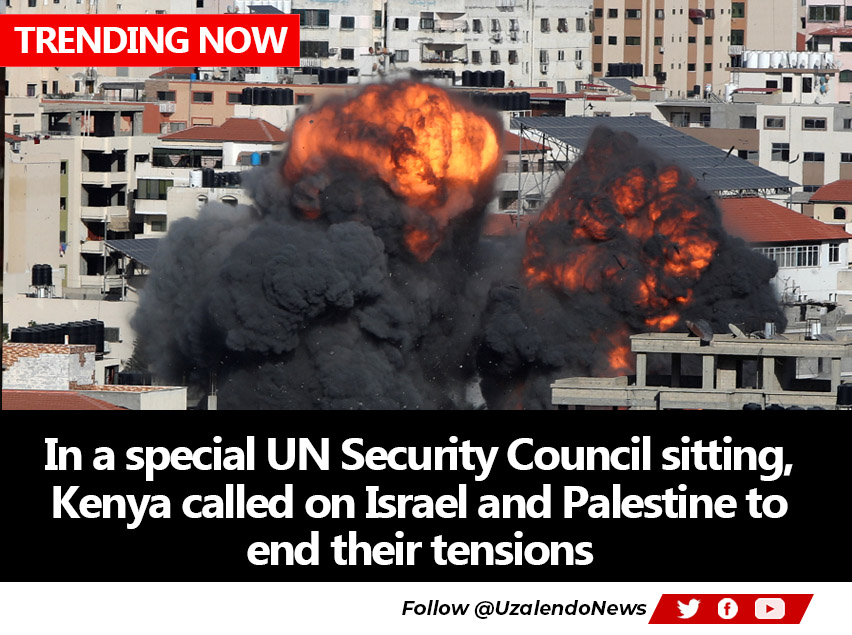 TRENDING NOW
In a special UN Security Council sitting,
Kenya called on Israel and Palestine to
end their tensions
Follow @UzalendoNews